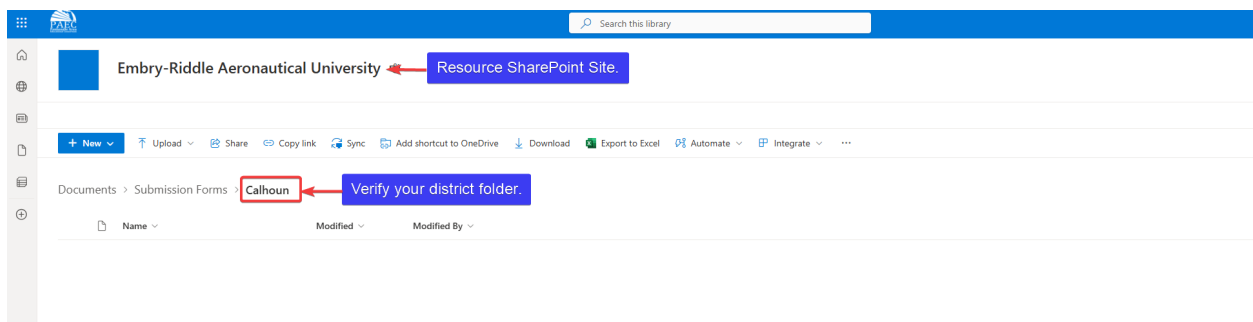 PAEC
Search this library
Embry-Riddle Aeronautical University
Resource SharePoint Site.
+ New Upload Share Copy link Sync Add shortcut to OneDrive Download Export to Excel Automate Integrate ...
Documents > Submission Forms > Calhoun
Verify your district folder.
Name Modified Modified By